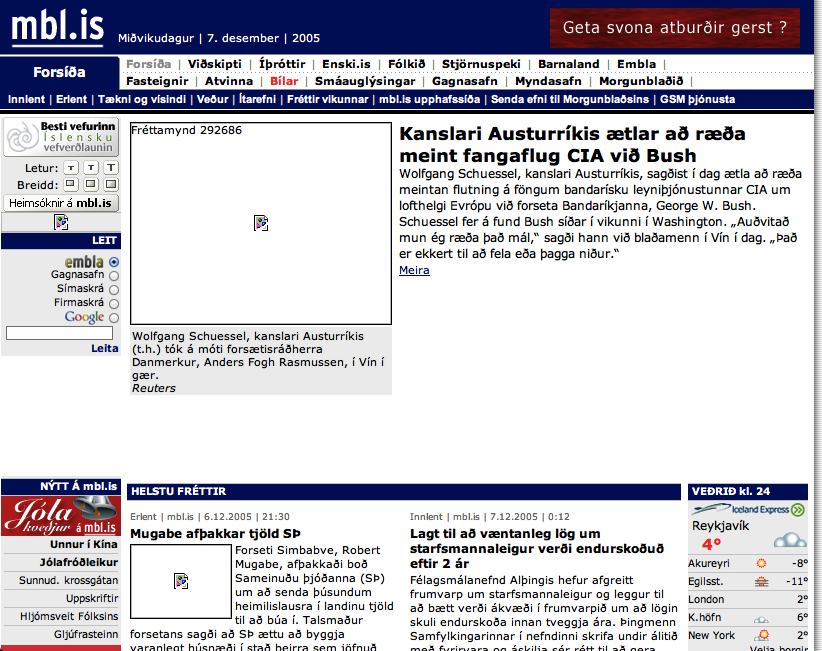 mbl.is
Miðvikudagur | 7. desember | 2005
Geta svona atburðir gerst ?
Forsíða
Forsíða | Viðskipti | Íþróttir | Enski.is | Fólkið | Stjörnuspeki | Barnaland | Embla |
Fasteignir | Atvinna | Bílar | Smáauglýsingar | Gagnasafn | Myndasafn | Morgunblaðið |
Innlent | Erlent | Tækni og vísindi | Veður | Ítarefni | Fréttir vikunnar | mbl.is upphafssíða | Senda efni til Morgunblaðsins | GSM þjónusta
Besti vefurinn
Íslensku
vefverðlaunin
Letur: T T T
Breidd:
Heimsóknir á mbl.is
LEIT
embla
Gagnasafn
Símaskrá
Firmaskrá
Google
Leita
Fréttamynd 292686
Wolfgang Schuessel, kanslari Austurríkis
(t.h.) tók á móti forsætisráðherra
Danmerkur, Anders Fogh Rasmussen, í Vín í
gær.
Reuters
Kanslari Austurríkis ætlar að ræða
meint fangaflug CIA við Bush
Wolfgang Schuessel, kanslari Austurríkis, sagðist í dag ætla að ræða
meintan flutning á föngum bandarísku leyniþjónustunnar CIA um
lofthelgi Evrópu við forseta Bandaríkjanna, George W. Bush.
Schuessel fer á fund Bush síðar í vikunni í Washington. „Auðvitað
mun ég ræða það mál,“ sagði hann við blaðamenn í Vín í dag. „Það
er ekkert til að fela eða þagga niður.“
Meira
NÝTT Á mbl.is
Jóla
kveðjur á mbl.is
Unnur í Kína
Jólafróðleikur
Sunnud. krossgátan
Uppskriftir
Hljómsveit Fólksins
Gljúfrasteinn
HELSTU FRÉTTIR
Erlent | mbl.is | 6.12.2005 | 21:30
Mugabe afþakkar tjöld SÞ
Forseti Simbabve, Robert
Mugabe, afþakkaði boð
Sameinuðu þjóðanna (SÞ)
um að senda þúsundum
heimilislausra í landinu tjöld
til að búa í. Talsmaður
forsetans sagði að SÞ ættu að byggja
varanlegt húsnæði í stað þeirra sem jöfnuð
Innlent | mbl.is | 7.12.2005 | 0:12
Lagt til að væntanleg lög um
starfsmannaleigur verði endurskoðuð
eftir 2 ár
Félagsmálanefnd Alþingis hefur afgreitt
frumvarp um starfsmannaleigur og leggur til
að bætt verði ákvæði í frumvarpið um að lögin
skuli endurskoða innan tveggja ára. Þingmenn
Samfylkingarinnar í nefndinni skrifa undir álitið
með fyrirvara og áskilja sér rétt til að gera
VEÐRIÐ kl. 24
Iceland Express
Reykjavík
4°
Akureyri -8°
Egilsst. -11°
London 2°
K.höfn 6°
New York 2°
Velja borgir